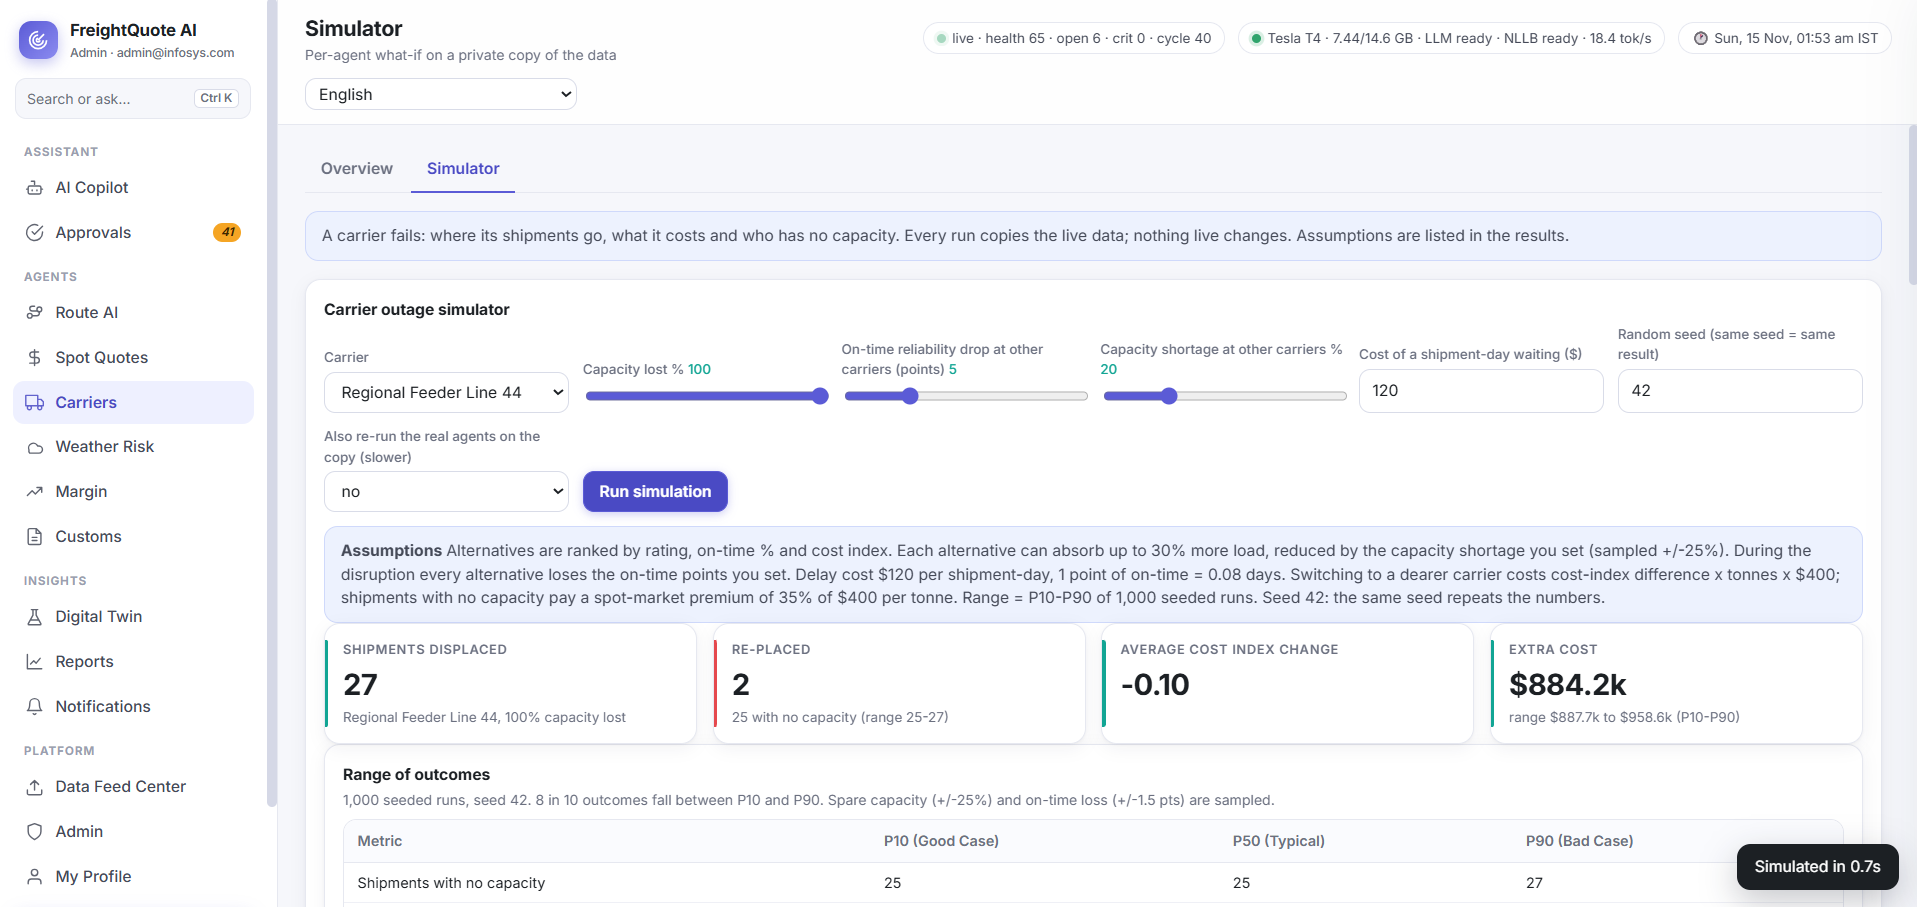 FreightQuote AI
Admin · admin@infosys.com
Search or ask...
Ctrl K
ASSISTANT
AI Copilot
Approvals
41
AGENTS
Route AI
Spot Quotes
Carriers
Weather Risk
Margin
Customs
INSIGHTS
Digital Twin
Reports
Notifications
PLATFORM
Data Feed Center
Admin
My Profile
Simulator
Per-agent what-if on a private copy of the data
English
live · health 65 · open 6 · crit 0 · cycle 40
Tesla T4 · 7.44/14.6 GB · LLM ready · NLLB ready · 18.4 tok/s
Sun, 15 Nov, 01:53 am IST
Overview
Simulator
A carrier fails: where its shipments go, what it costs and who has no capacity. Every run copies the live data; nothing live changes. Assumptions are listed in the results.
Carrier outage simulator
Carrier
Regional Feeder Line 44
Capacity lost % 100
On-time reliability drop at other
carriers (points) 5
Capacity shortage at other carriers %
20
Cost of a shipment-day waiting ($)
120
Random seed (same seed = same
result)
42
Also re-run the real agents on the
copy (slower)
no
Run simulation
Assumptions Alternatives are ranked by rating, on-time % and cost index. Each alternative can absorb up to 30% more load, reduced by the capacity shortage you set (sampled +/-25%). During the
disruption every alternative loses the on-time points you set. Delay cost $120 per shipment-day, 1 point of on-time = 0.08 days. Switching to a dearer carrier costs cost-index difference x tonnes x $400;
shipments with no capacity pay a spot-market premium of 35% of $400 per tonne. Range = P10-P90 of 1,000 seeded runs. Seed 42: the same seed repeats the numbers.
SHIPMENTS DISPLACED
27
Regional Feeder Line 44, 100% capacity lost
RE-PLACED
2
25 with no capacity (range 25-27)
AVERAGE COST INDEX CHANGE
-0.10
EXTRA COST
$884.2k
range $887.7k to $958.6k (P10-P90)
Range of outcomes
1,000 seeded runs, seed 42. 8 in 10 outcomes fall between P10 and P90. Spare capacity (+/-25%) and on-time loss (+/-1.5 pts) are sampled.
Metric P10 (Good Case) P50 (Typical) P90 (Bad Case)
Shipments with no capacity 25 25 27
Simulated in 0.7s